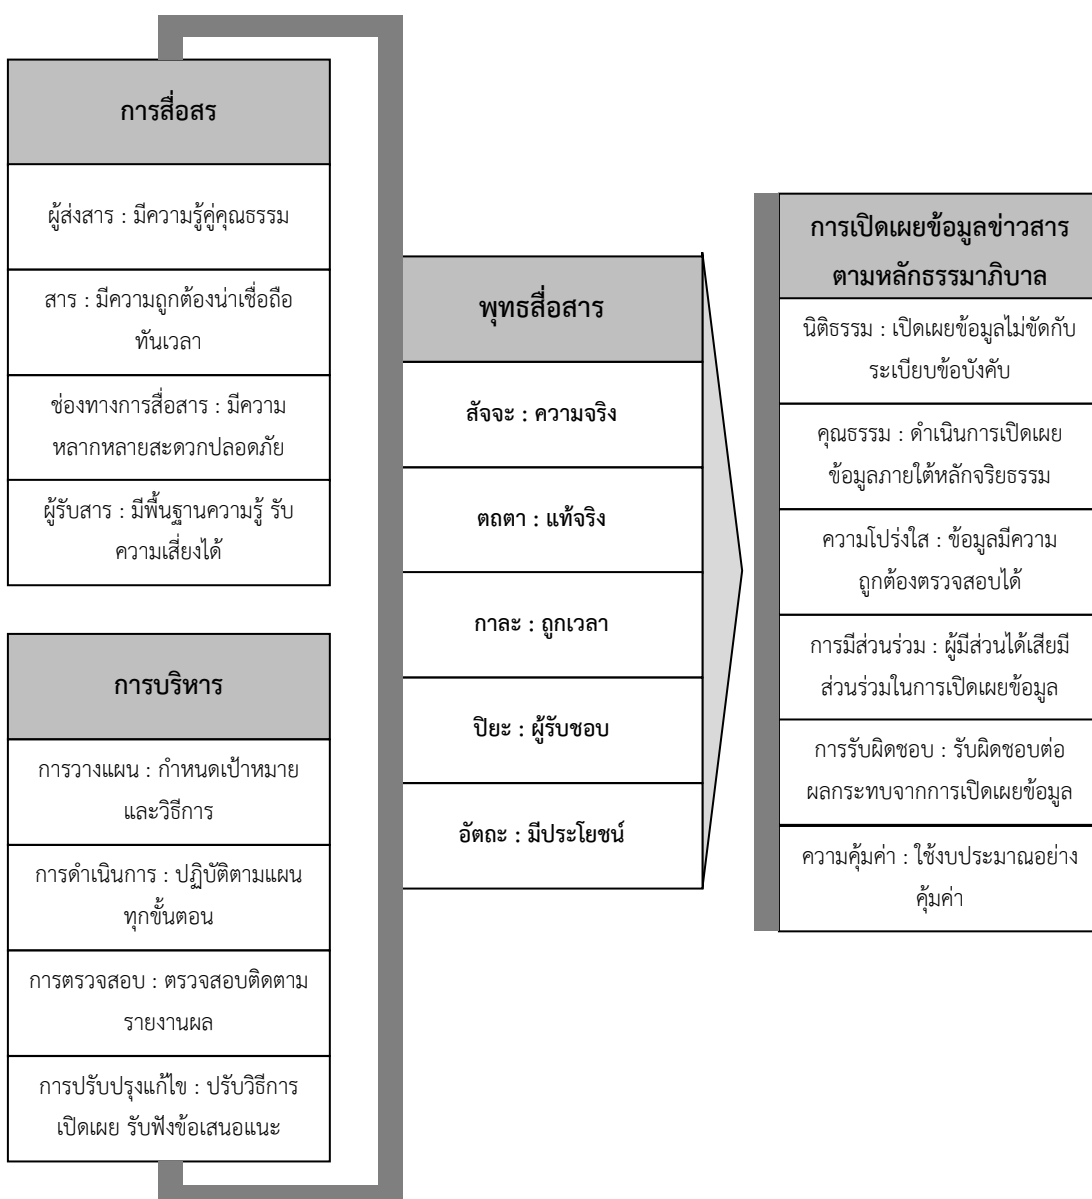 การสื่อสร
ผู้ส่งสาร : มีความรู้คู่คุณธรรม
สาร : มีความถูกต้องน่าเชื่อถือ
ทันเวลา
ช่องทางการสื่อสาร : มีความ
หลากหลายสะดวกปลอดภัย
ผู้รับสาร : มีพื้นฐานความรู้ รับ
ความเสี่ยงได้
การบริหาร
การวางแผน : กำหนดเป้าหมาย
และวิธีการ
การดำเนินการ : ปฏิบัติตามแผน
ทุกขั้นตอน
การตรวจสอบ : ตรวจสอบติดตาม
รายงานผล
การปรับปรุงแก้ไข : ปรับวิธีการ
เปิดเผย รับฟังข้อเสนอแนะ
พุทธสื่อสาร
สัจจะ : ความจริง
ตถตา : แท้จริง
กาละ : ถูกเวลา
ปิยะ : ผู้รับชอบ
อัตถะ : มีประโยชน์
การเปิดเผยข้อมูลข่าวสาร
ตามหลักธรรมาภิบาล
นิติธรรม : เปิดเผยข้อมูลไม่ขัดกับ
ระเบียบข้อบังคับ
คุณธรรม : ดำเนินการเปิดเผย
ข้อมูลภายใต้หลักจริยธรรม
ความโปร่งใส : ข้อมูลมีความ
ถูกต้องตรวจสอบได้
การมีส่วนร่วม : ผู้มีส่วนได้เสียมี
ส่วนร่วมในการเปิดเผยข้อมูล
การรับผิดชอบ : รับผิดชอบต่อ
ผลกระทบจากการเปิดเผยข้อมูล
ความคุ้มค่า : ใช้งบประมาณอย่าง
คุ้มค่า